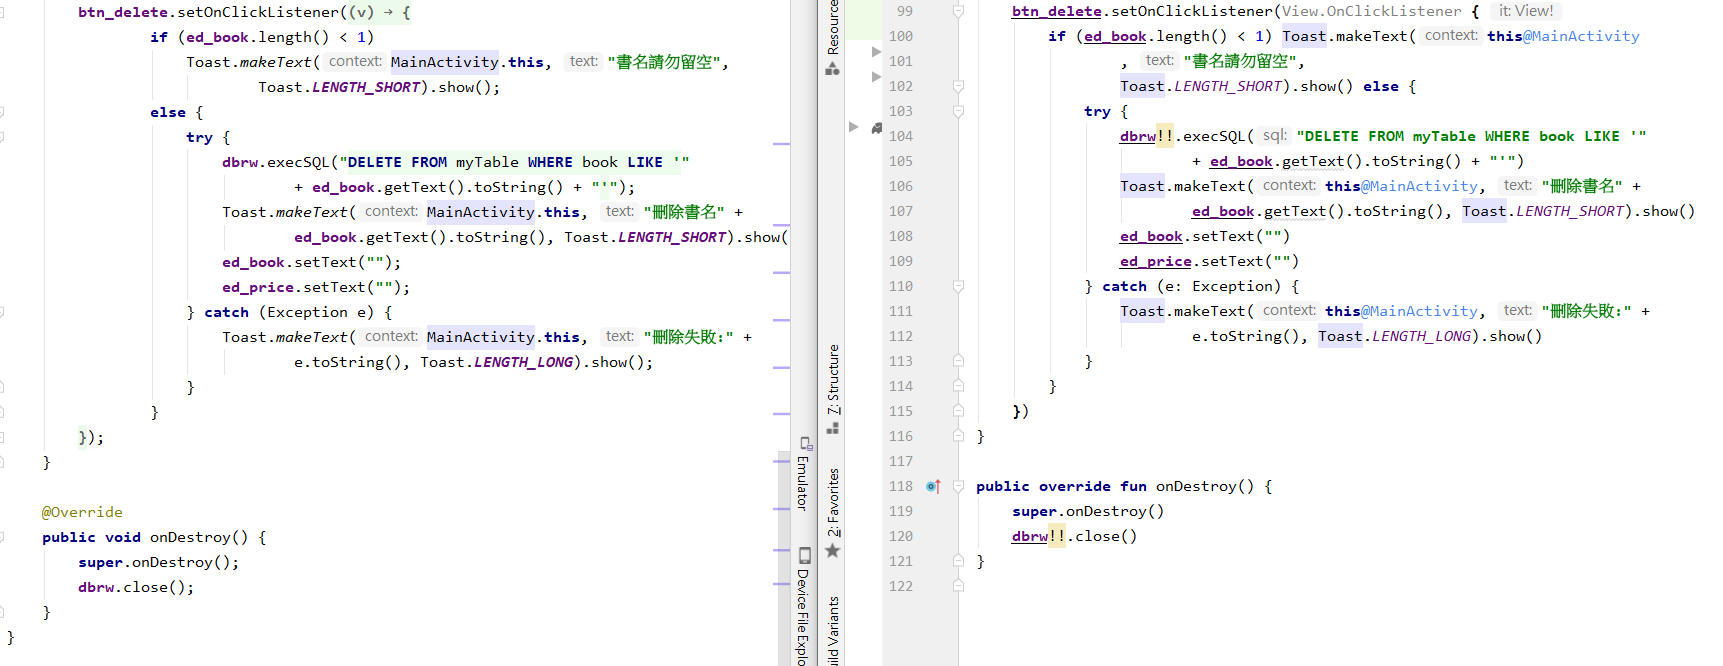 btn_delete.setOnClickListener((v) → {
if (ed_book.length() < 1)
Toast.makeText( context: MainActivity.this, text: "書名請勿留空",
Toast.LENGTH_SHORT).show();
else {
try {
dbrw.execSQL("DELETE FROM myTable WHERE book LIKE '"
+ ed_book.getText().toString() + "'");
Toast.makeText( context: MainActivity.this, text: "刪除書名" +
ed_book.getText().toString(), Toast.LENGTH_SHORT).show(
ed_book.setText("");
ed_price.setText("");
} catch (Exception e) {
Toast.makeText( context: MainActivity.this, text: "刪除失敗:" +
e.toString(), Toast.LENGTH_LONG).show();
}
}
});
}
@Override
public void onDestroy() {
super.onDestroy();
dbrw.close();
}
}
Emulator
Device File Explo
Resource
7: Structure
2: Favorites
ild Variants
99 btn_delete.setOnClickListener(View.OnClickListener { it: View!
100 if (ed_book.length() < 1) Toast.makeText( context: this@MainActivity
101 , text: "書名請勿留空",
102 Toast.LENGTH_SHORT).show() else {
103 try {
104 dbrw!!.execSQL( sql: "DELETE FROM myTable WHERE book LIKE '"
105 + ed_book.getText().toString() + "'")
106 Toast.makeText( context: this@MainActivity, text: "刪除書名" +
107 ed_book.getText().toString(), Toast.LENGTH_SHORT).show()
108 ed_book.setText("")
109 ed_price.setText("")
110 } catch (e: Exception) {
111 Toast.makeText( context: this@MainActivity, text: "刪除失敗:" +
112 e.toString(), Toast.LENGTH_LONG).show()
113 }
114 }
115 })
116 }
117
118 public override fun onDestroy() {
119 super.onDestroy()
120 dbrw!!.close()
121 }
122